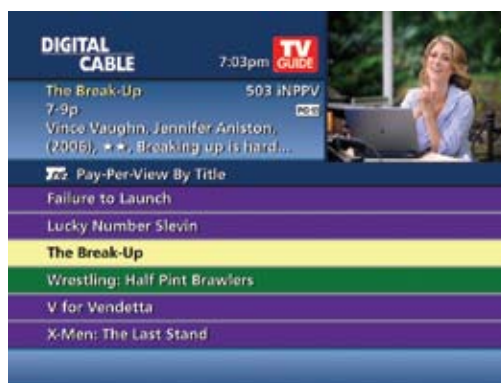 DIGITAL
CABLE
7:03pm
TV
GUIDE
The Break-Up 503 iNPPV
7-9p PG-13
Vince Vaughn, Jennifer Aniston,
(2006), ★★, Breaking up is hard...
Pay-Per-View By Title
Failure to Launch
Lucky Number Slevin
The Break-Up
Wrestling: Half Pint Brawlers
V for Vendetta
X-Men: The Last Stand